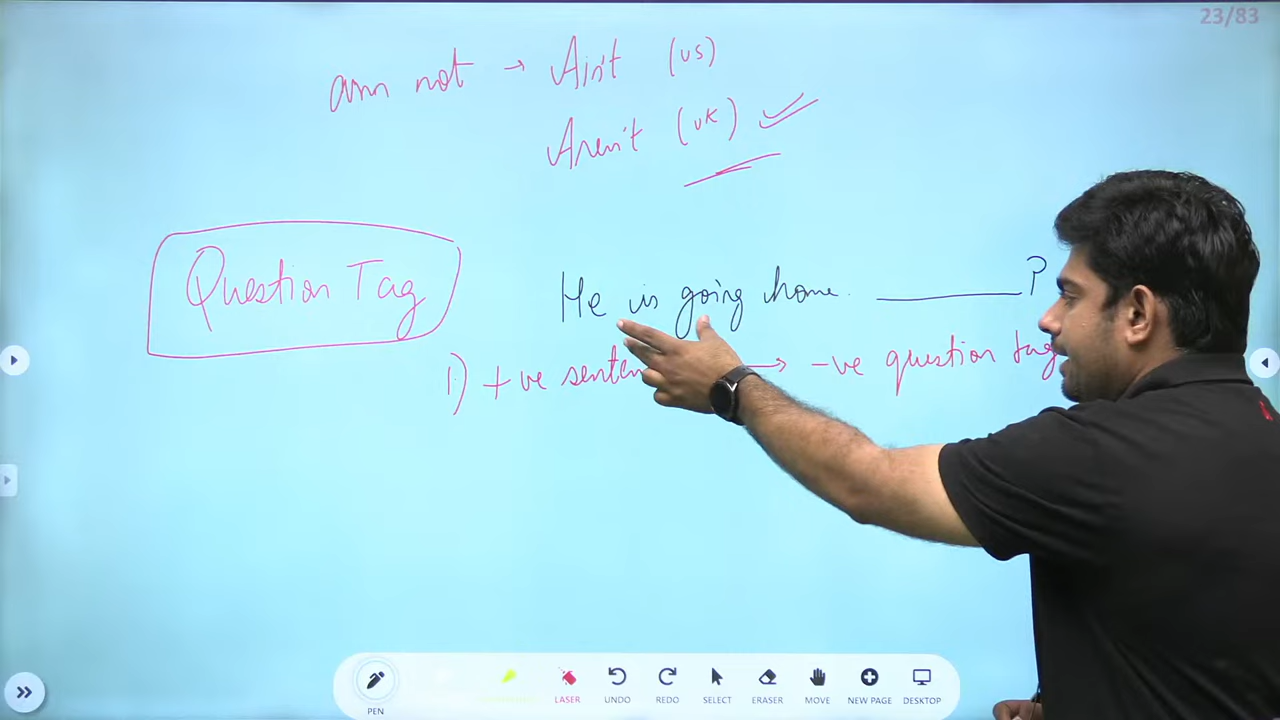 23/83
am not → Ain't (US)
Aren't (UK)
Question Tag
He is going home. ________?
1) +ve senten → -ve question tag
PEN
LASER
UNDO
REDO
SELECT
ERASER
MOVE
NEW PAGE
DESKTOP